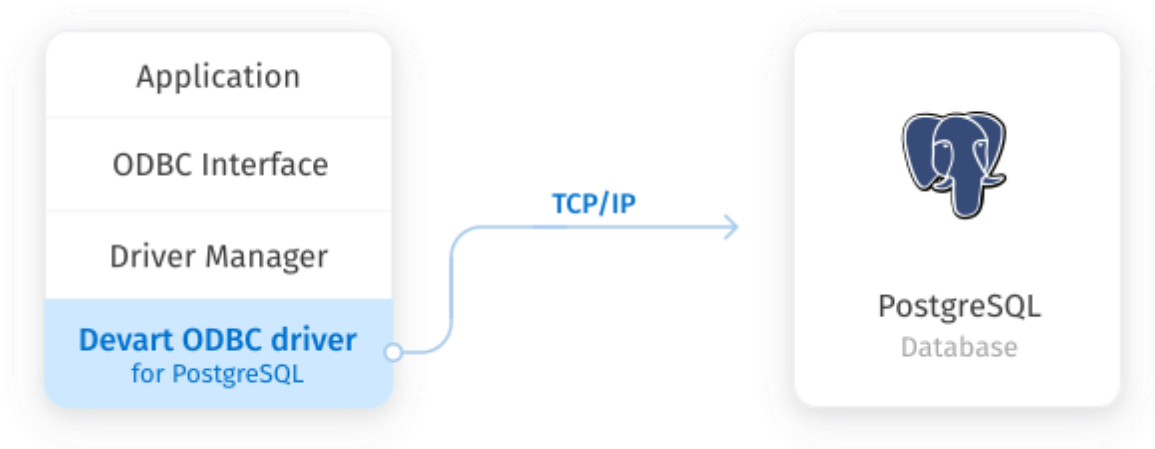 Application
ODBC Interface
Driver Manager
Devart ODBC driver
for PostgreSQL
TCP/IP
PostgreSQL
Database